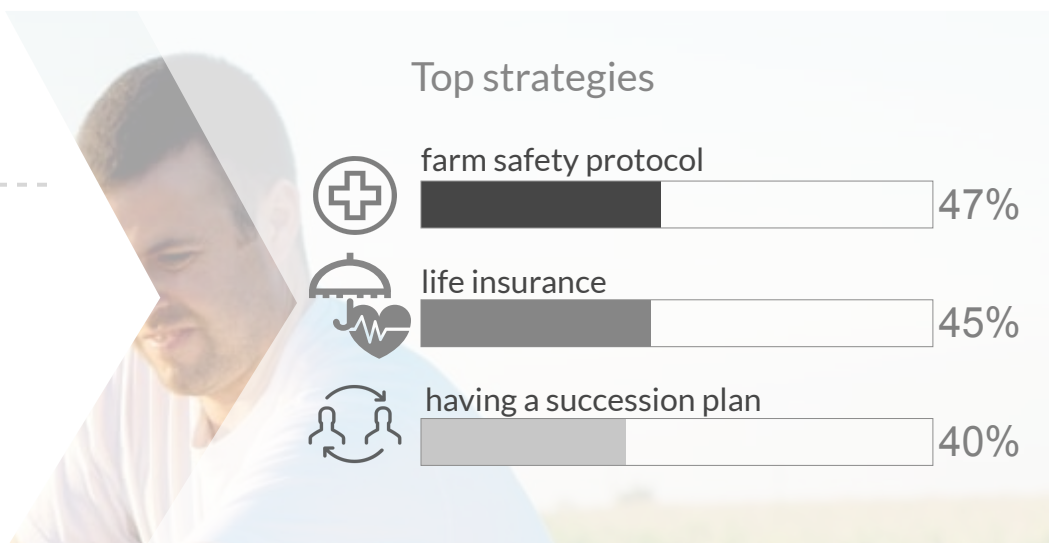 Top strategies
farm safety protocol
47%
life insurance
45%
having a succession plan
40%